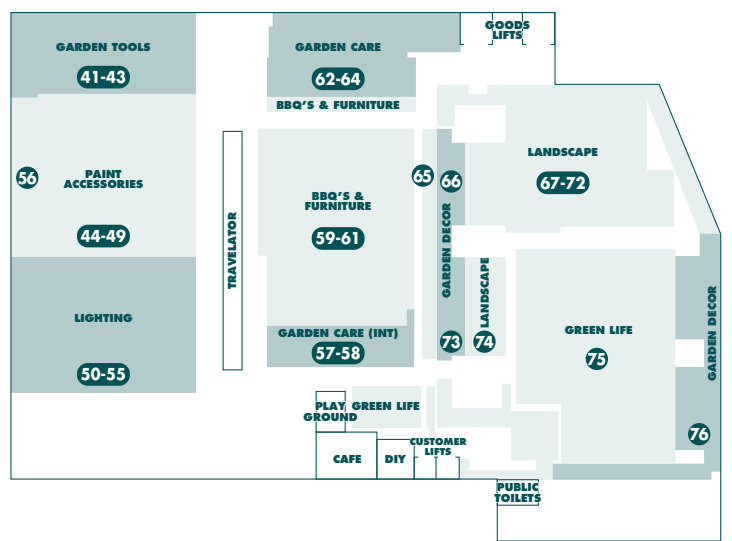 GOODS
LIFTS
GARDEN TOOLS
41-43
GARDEN CARE
62-64
BBQ'S & FURNITURE
56
PAINT
ACCESSORIES
44-49
TRAVELATOR
BBQ'S &
FURNITURE
59-61
65
66
GARDEN DECOR
LANDSCAPE
67-72
LIGHTING
50-55
GARDEN CARE (INT)
57-58
73
LANDSCAPE
74
GREEN LIFE
75
GARDEN DECOR
76
PLAY
GROUND
GREEN LIFE
CAFE
DIY
CUSTOMER
LIFTS
PUBLIC
TOILETS